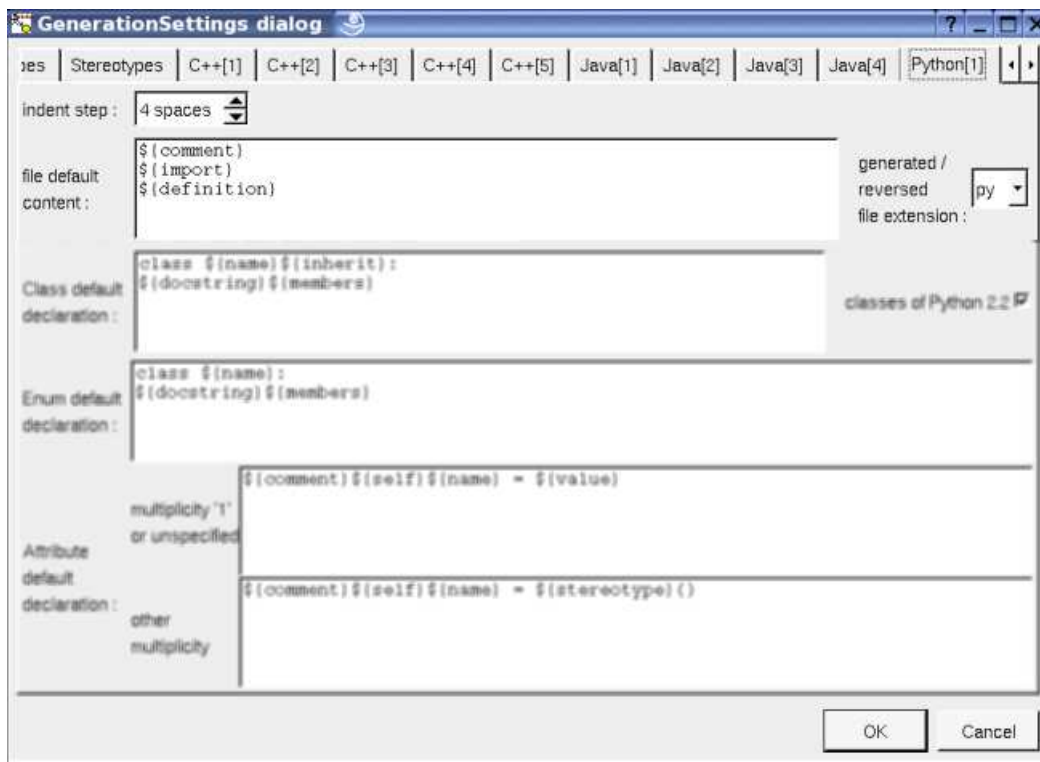 GenerationSettings dialog
pes Stereotypes C++[1] C++[2] C++[3] C++[4] C++[5] Java[1] Java[2] Java[3] Java[4] Python[1]
indent step : 4 spaces
file default content :
${comment}
${import}
${definition}
generated /
reversed
file extension :
py
Class default
declaration :
class ${name}${inherit}:
${docstring}${members}
classes of Python 2.2
Enum default
declaration :
class ${name}:
${docstring}${members}
Attribute
default
declaration :
multiplicity '1'
or unspecified
${comment}${self}${name} = ${value}
other
multiplicity
${comment}${self}${name} = ${stereotype}()
OK Cancel